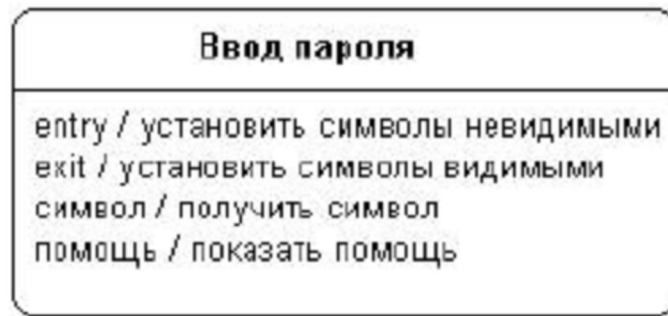 Ввод пароля
entry / установить символы невидимыми
exit / установить символы видимыми
символ / получить символ
помощь / показать помощь